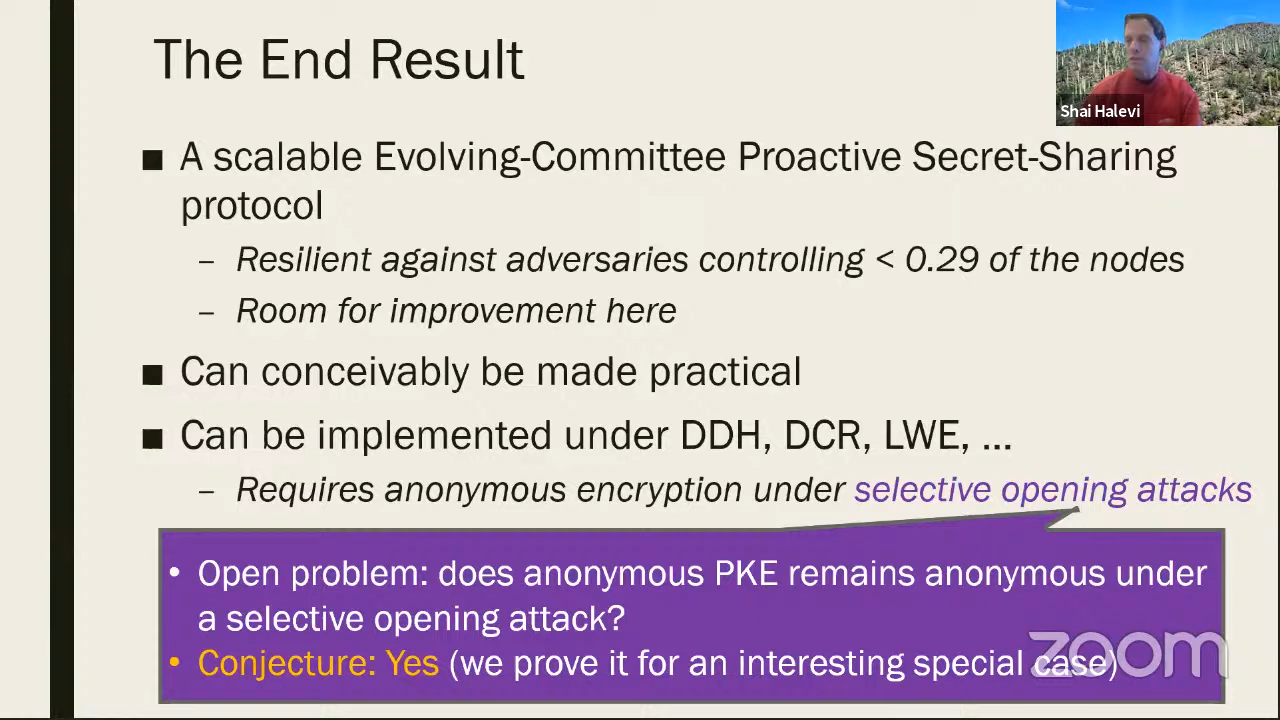 The End Result
Shai Halevi
■ A scalable Evolving-Committee Proactive Secret-Sharing
protocol
– Resilient against adversaries controlling < 0.29 of the nodes
– Room for improvement here
■ Can conceivably be made practical
■ Can be implemented under DDH, DCR, LWE, ...
– Requires anonymous encryption under selective opening attacks
• Open problem: does anonymous PKE remains anonymous under
a selective opening attack?
• Conjecture: Yes (we prove it for an interesting special case)
zoom